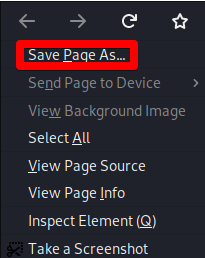 Save Page As...
Send Page to Device
View Background Image
Select All
View Page Source
View Page Info
Inspect Element (Q)
Take a Screenshot